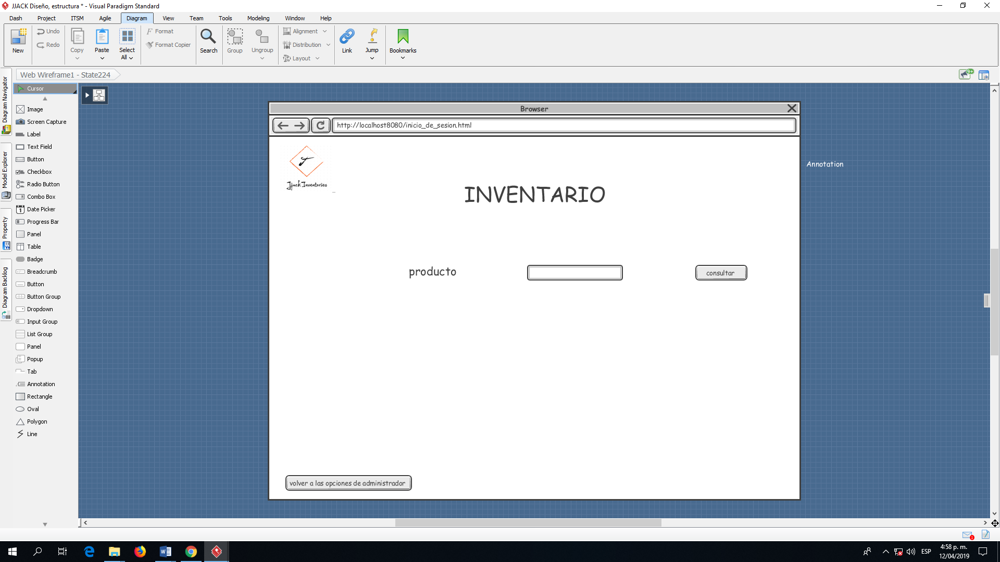 JJACK Diseño, estructura * - Visual Paradigm Standard
Dash Project ITSM Agile Diagram View Team Tools Modeling Window Help
New
Undo
Redo
Copy
Paste
Select
All
Format
Format Copier
Search
Group
Ungroup
Alignment
Distribution
Layout
Link
Jump
Bookmarks
Web Wireframe1 - State224
9+
Diagram Navigator
Model Explorer
Property
Diagram Backlog
Cursor
Image
Screen Capture
Label
Text Field
Button
Checkbox
Radio Button
Combo Box
Date Picker
Progress Bar
Panel
Table
Badge
Breadcrumb
Button
Button Group
Dropdown
Input Group
List Group
Panel
Popup
Tab
Annotation
Rectangle
Oval
Polygon
Line
Browser
http://localhost8080/inicio_de_sesion.html
Jjack Inventories
INVENTARIO
Annotation
producto
consultar
volver a las opciones de administrador
1
ESP
4:58 p. m.
12/04/2019